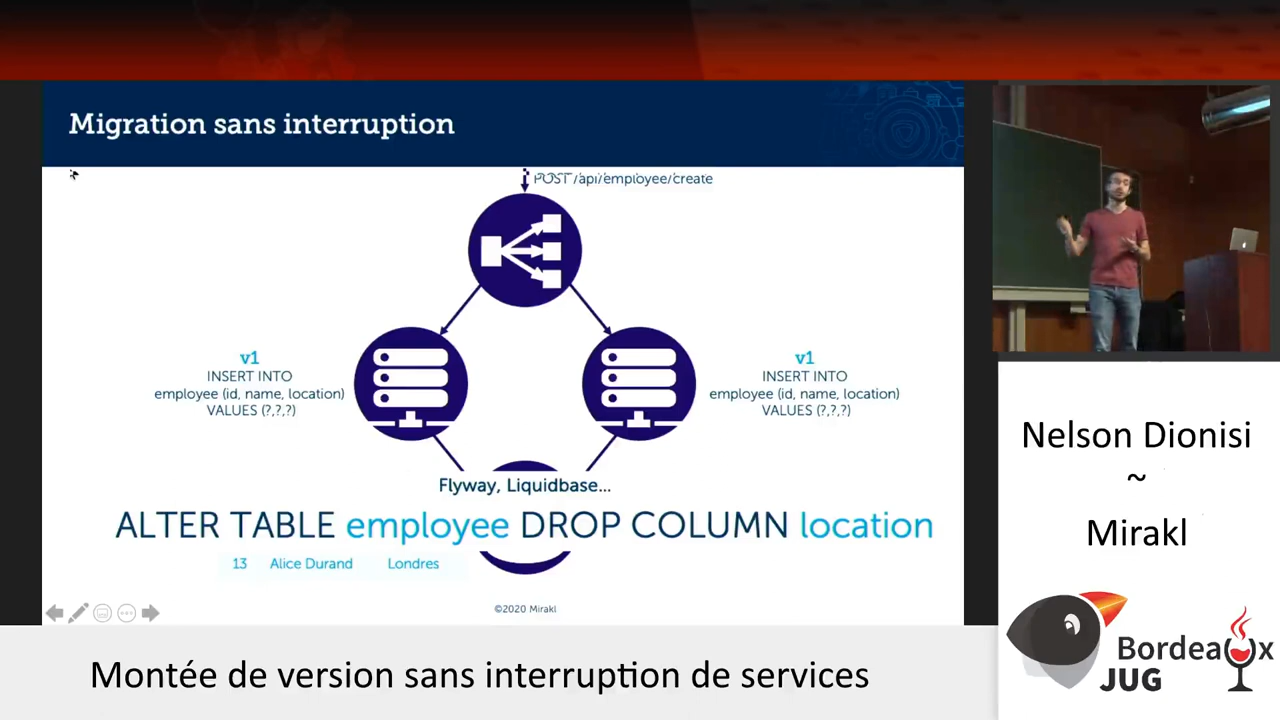 Migration sans interruption
POST /api/employee/create
v1
INSERT INTO
employee (id, name, location)
VALUES (?,?,?)
v1
INSERT INTO
employee (id, name, location)
VALUES (?,?,?)
Flyway, Liquidbase...
ALTER TABLE employee DROP COLUMN location
13 Alice Durand Londres
©2020 Mirakl
Nelson Dionisi
~
Mirakl
Bordeaux
JUG
Montée de version sans interruption de services